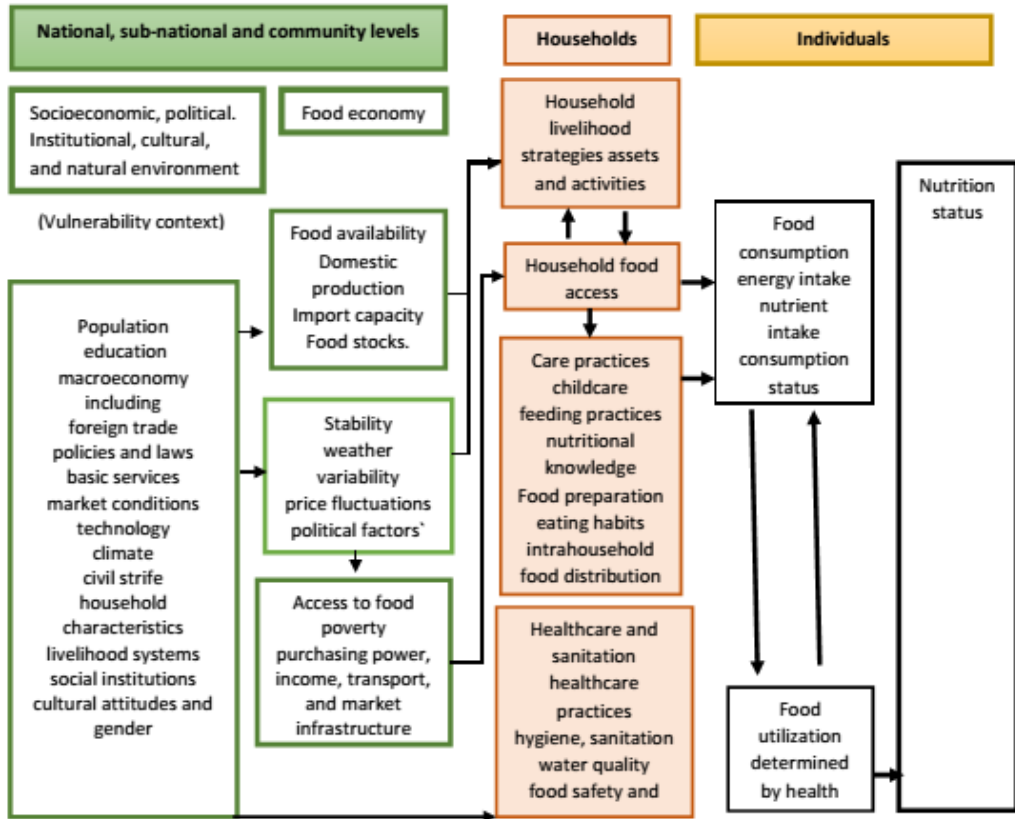 National, sub-national and community levels
Households
Individuals
Socioeconomic, political.
Institutional, cultural,
and natural environment
Food economy
(Vulnerability context)
Population
education
macroeconomy
including
foreign trade
policies and laws
basic services
market conditions
technology
climate
civil strife
household
characteristics
livelihood systems
social institutions
cultural attitudes and
gender
Food availability
Domestic
production
Import capacity
Food stocks.
Stability
weather
variability
price fluctuations
political factors`
Access to food
poverty
purchasing power,
income, transport,
and market
infrastructure
Household
livelihood
strategies assets
and activities
Household food
access
Care practices
childcare
feeding practices
nutritional
knowledge
Food preparation
eating habits
intrahousehold
food distribution
Healthcare and
sanitation
healthcare
practices
hygiene, sanitation
water quality
food safety and
Food
consumption
energy intake
nutrient
intake
consumption
status
Food
utilization
determined
by health
Nutrition
status